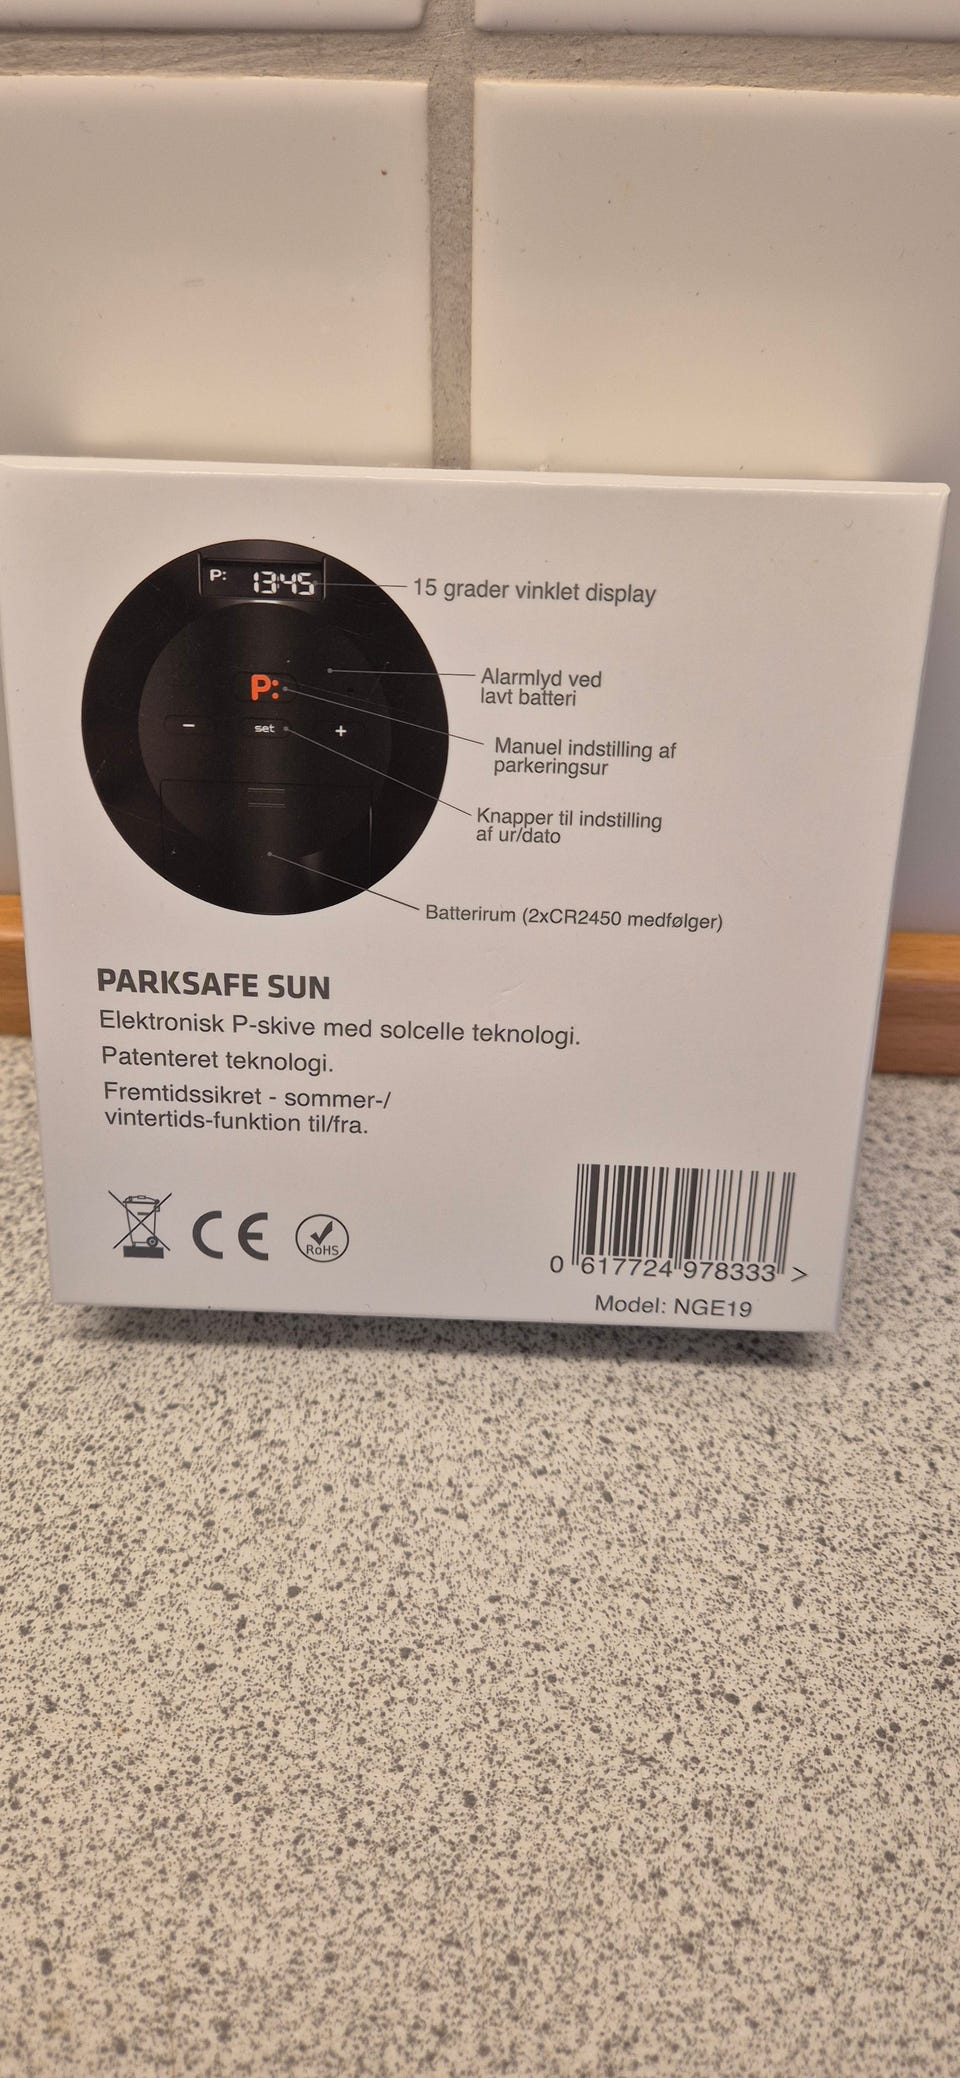 P: 1345
15 grader vinklet display
Alarmlyd ved
lavt batteri
P:
Manuel indstilling af
parkeringsur
- set +
Knapper til indstilling
af ur/dato
Batterirum (2xCR2450 medfølger)
PARKSAFE SUN
Elektronisk P-skive med solcelle teknologi.
Patenteret teknologi.
Fremtidssikret - sommer-/
vintertids-funktion til/fra.
CE
RoHS
0 617724 978333 >
Model: NGE19